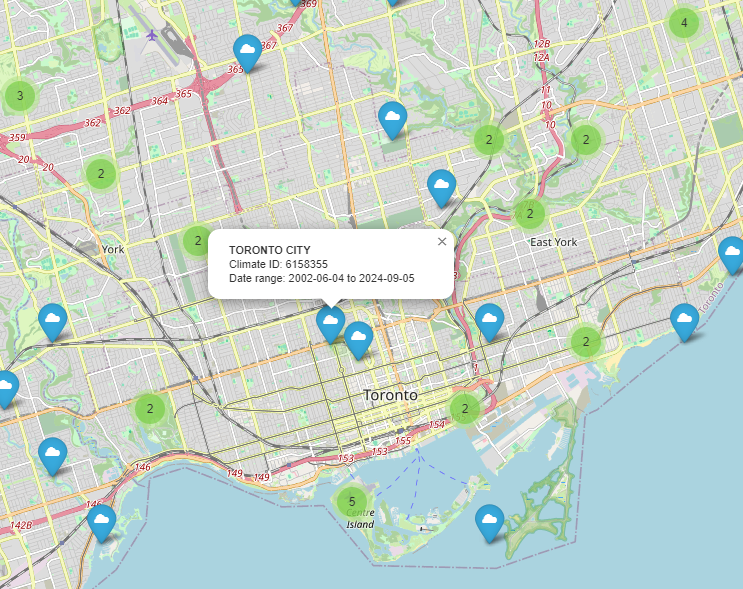 369
367
4
12B
367
12A
365
3
365
11
364
362
10
362
10
359
2
2
20
20
2
2
York
2
East York
TORONTO CITY
×
Climate ID: 6158355
Date range: 2002-06-04 to 2024-09-05
Toronto
2
Toronto
2
2
154
155
153
153
146
149
149
146
142B
5
Centre
Island